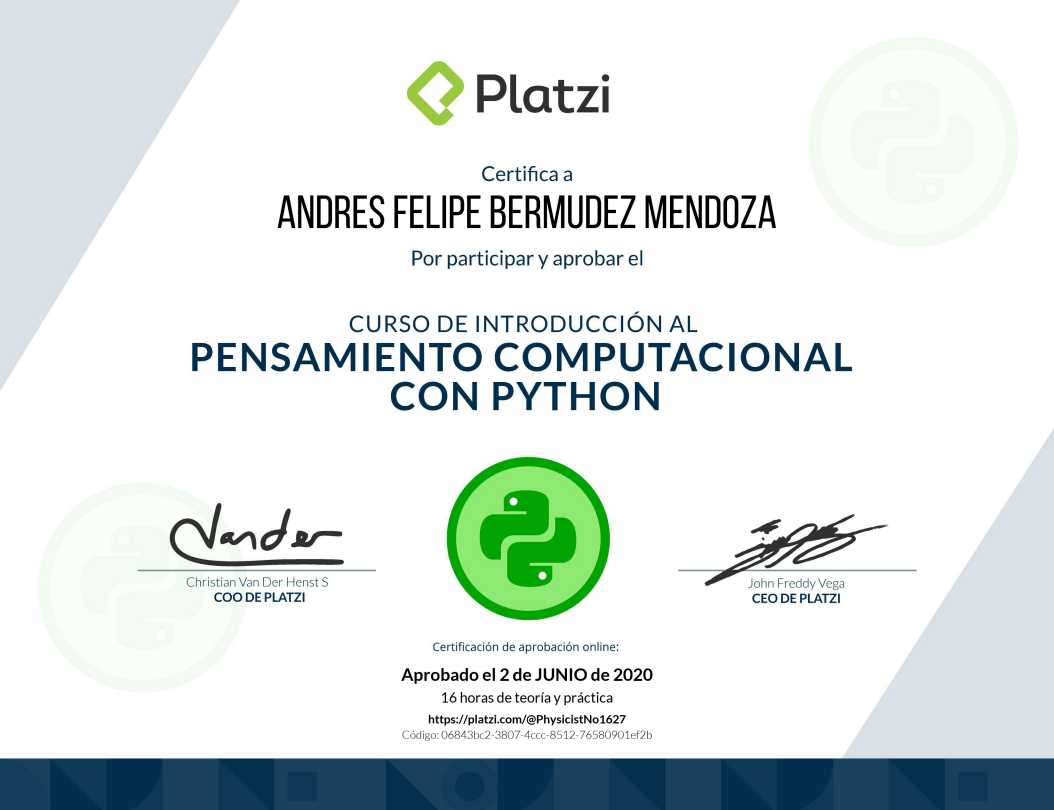 Platzi
Certifica a
ANDRES FELIPE BERMUDEZ MENDOZA
Por participar y aprobar el
CURSO DE INTRODUCCIÓN AL
PENSAMIENTO COMPUTACIONAL
CON PYTHON
Vander
Christian Van Der Henst S
COO DE PLATZI
John Freddy Vega
CEO DE PLATZI
Certificación de aprobación online:
Aprobado el 2 de JUNIO de 2020
16 horas de teoría y práctica
https://platzi.com/@PhysicistNo1627
Código: 06843bc2-3807-4ccc-8512-76580901ef2b